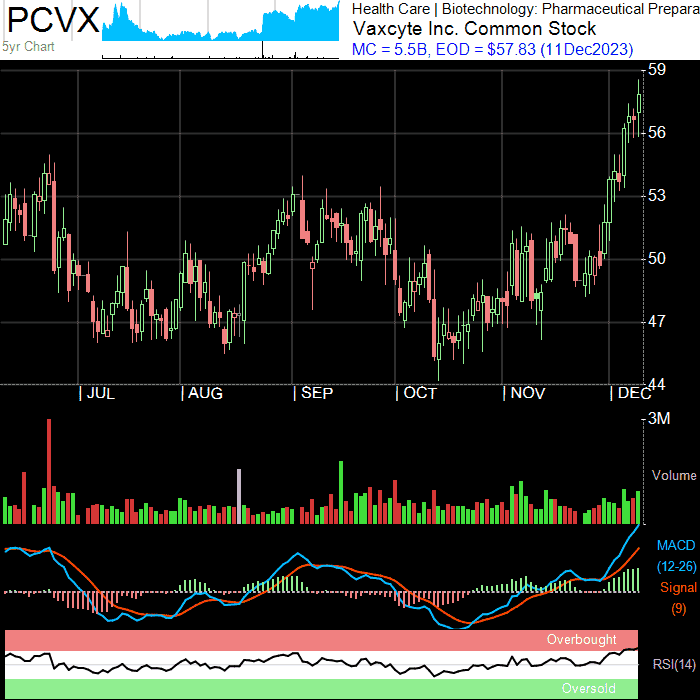 PCVX
5yr Chart
Health Care | Biotechnology: Pharmaceutical Prepara
Vaxcyte Inc. Common Stock
MC = 5.5B, EOD = $57.83 (11Dec2023)
59
56
53
50
47
44
| JUL | AUG | SEP | OCT | NOV | DEC
3M
Volume
MACD
(12-26)
Signal
(9)
Overbought
RSI(14)
Oversold